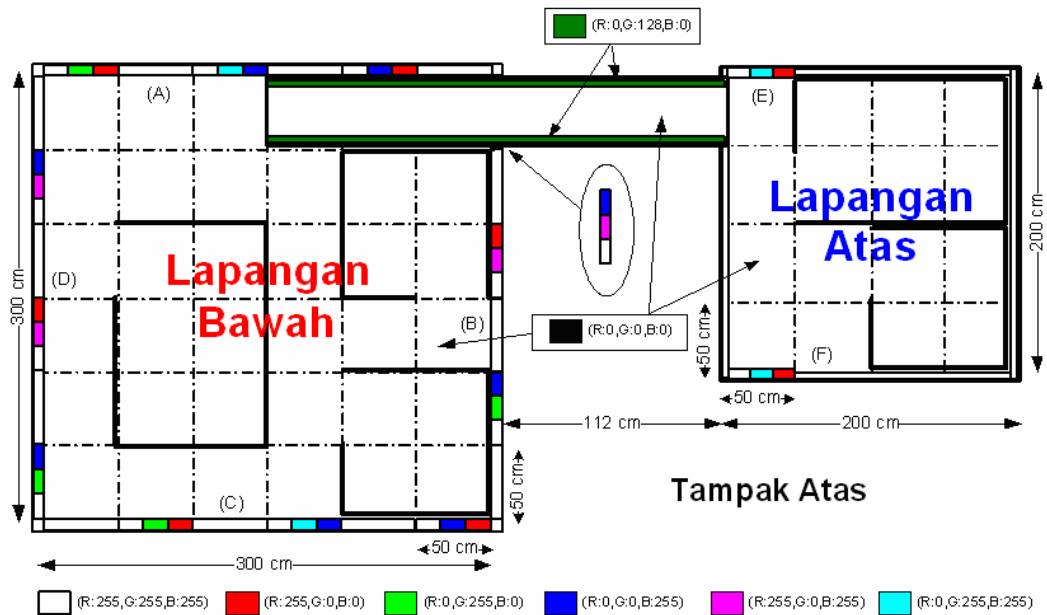 (R:0,G:128,B:0)
(A)
(E)
300 cm
200 cm
Lapangan
Bawah
Lapangan
Atas
(D)
(B)
(R:0,G:0,B:0)
50 cm
(F)
50 cm
112 cm
200 cm
(C)
50 cm
Tampak Atas
50 cm
300 cm
(R:255,G:255,B:255)
(R:255,G:0,B:0)
(R:0,G:255,B:0)
(R:0,G:0,B:255)
(R:255,G:0,B:255)
(R:0,G:255,B:255)